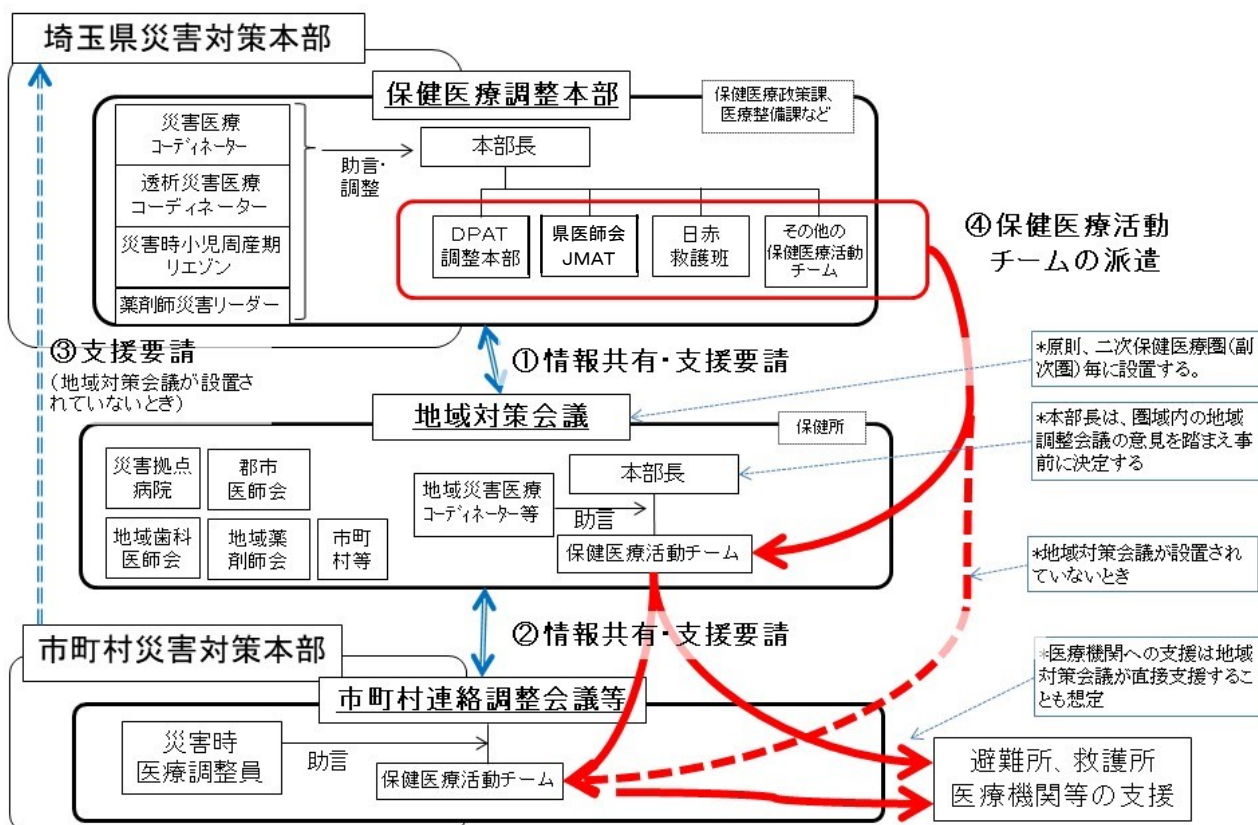 埼玉県災害対策本部
保健医療調整本部
保健医療政策課、
医療整備課など
災害医療
コーディネーター
透析災害医療
コーディネーター
災害時小児周産期
リエゾン
薬剤師災害リーダー
助言・
調整
本部長
DPAT
調整本部
県医師会
JMAT
日赤
救護班
その他の
保健医療活動
チーム
④保健医療活動
チームの派遣
③支援要請
(地域対策会議が設置さ
れていないとき)
①情報共有・支援要請
*原則、二次保健医療圏(副
次圏)毎に設置する。
地域対策会議
保健所
災害拠点
病院
郡市
医師会
地域歯科
医師会
地域薬
剤師会
市町
村等
地域災害医療
コーディネーター等
助言
本部長
保健医療活動チーム
*本部長は、圏域内の地域
調整会議の意見を踏まえ事
前に決定する
*地域対策会議が設置され
ていないとき
②情報共有・支援要請
市町村災害対策本部
市町村連絡調整会議等
災害時
医療調整員
助言
保健医療活動チーム
*医療機関への支援は地域
対策会議が直接支援するこ
とも想定
避難所、救護所
医療機関等の支援